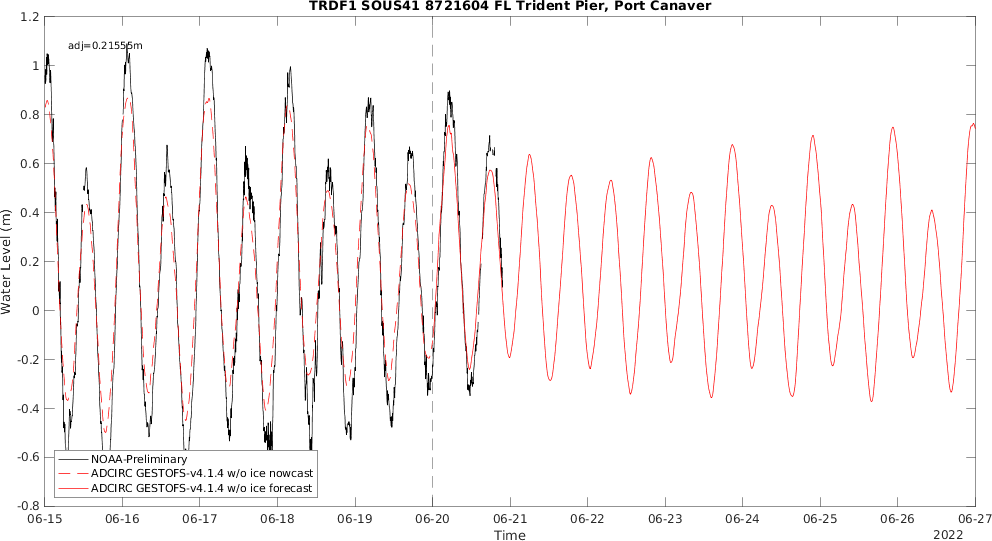 TRDF1 SOUS41 8721604 FL Trident Pier, Port Canaver
adj=0.21555m
1.2
1
0.8
0.6
0.4
0.2
0
-0.2
-0.4
-0.6
-0.8
Water Level (m)
NOAA-Preliminary
ADCIRC GESTOFS-v4.1.4 w/o ice nowcast
ADCIRC GESTOFS-v4.1.4 w/o ice forecast
06-15 06-16 06-17 06-18 06-19 06-20 06-21 06-22 06-23 06-24 06-25 06-26 06-27
Time
2022